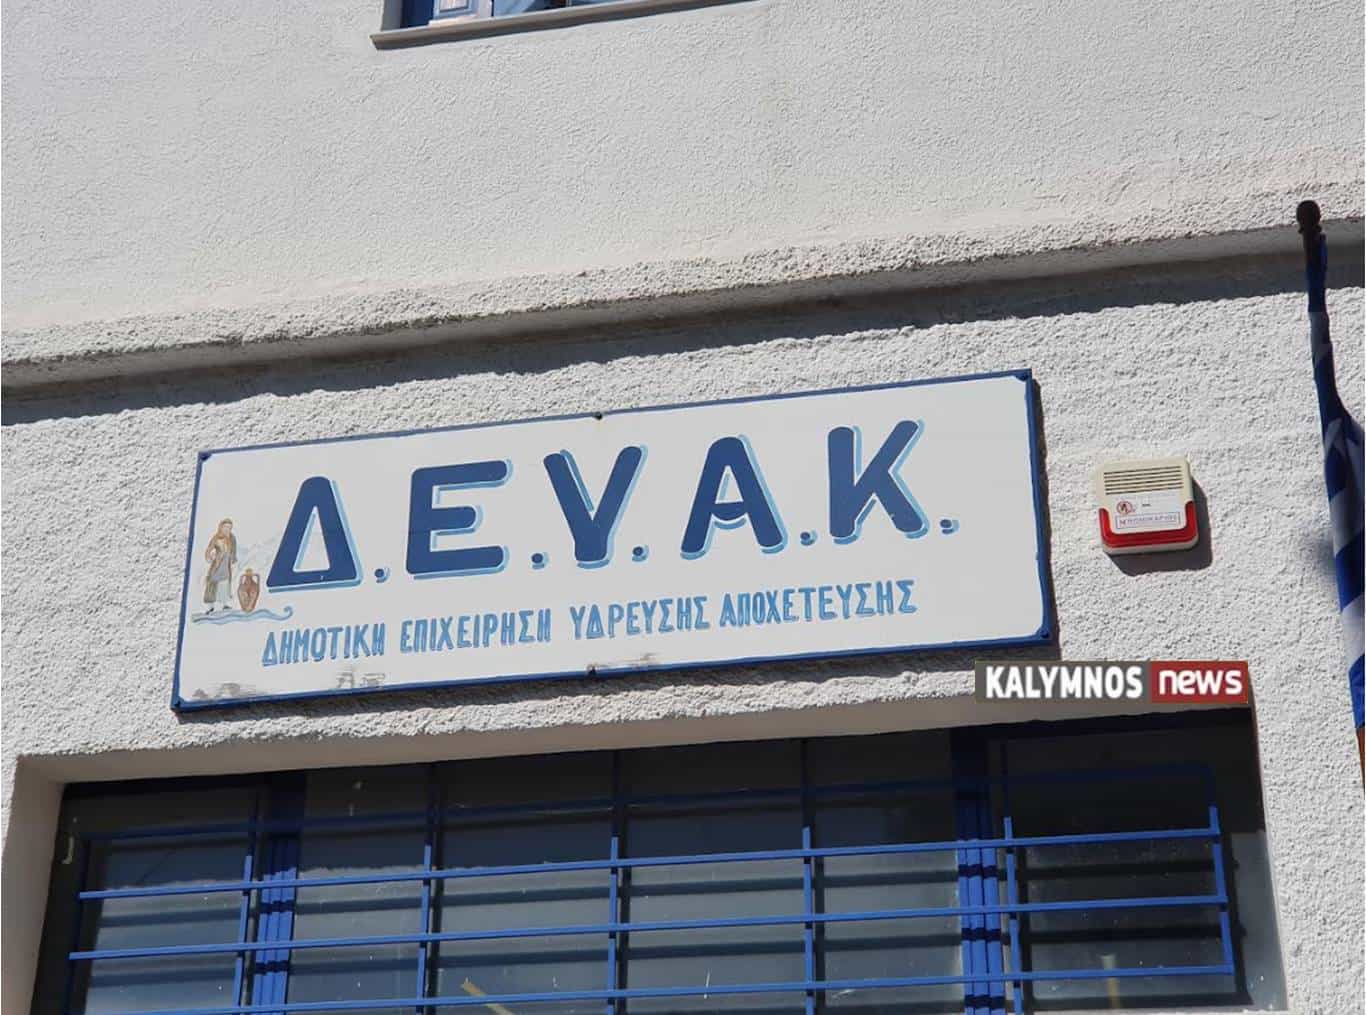 Δ.Ε.Υ.Α.Κ.
ΔΗΜΟΤΙΚΗ ΕΠΙΧΕΙΡΗΣΗ ΥΔΡΕΥΣΗΣ ΑΠΟΧΕΤΕΥΣΗΣ
KALYMNOS news